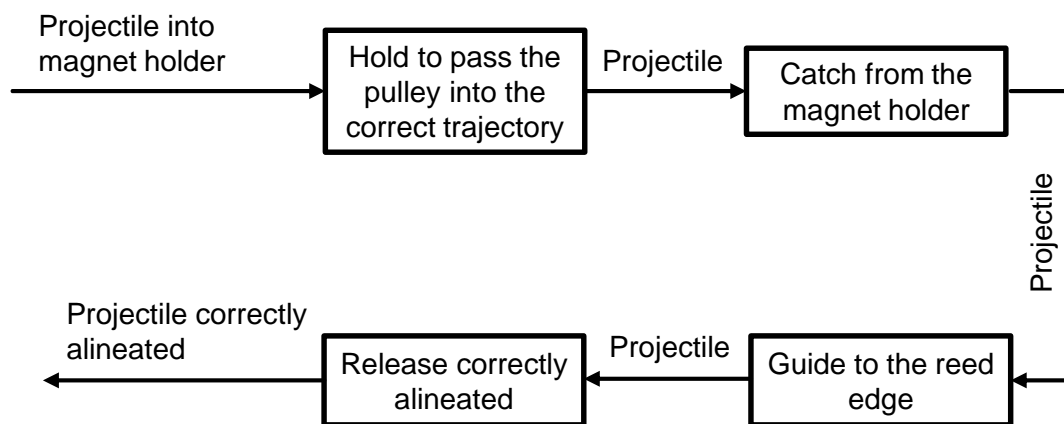 Projectile into
magnet holder
Hold to pass the
pulley into the
correct trajectory
Projectile
Catch from the
magnet holder
Projectile
Guide to the reed
edge
Projectile
Release correctly
alineated
Projectile correctly
alineated